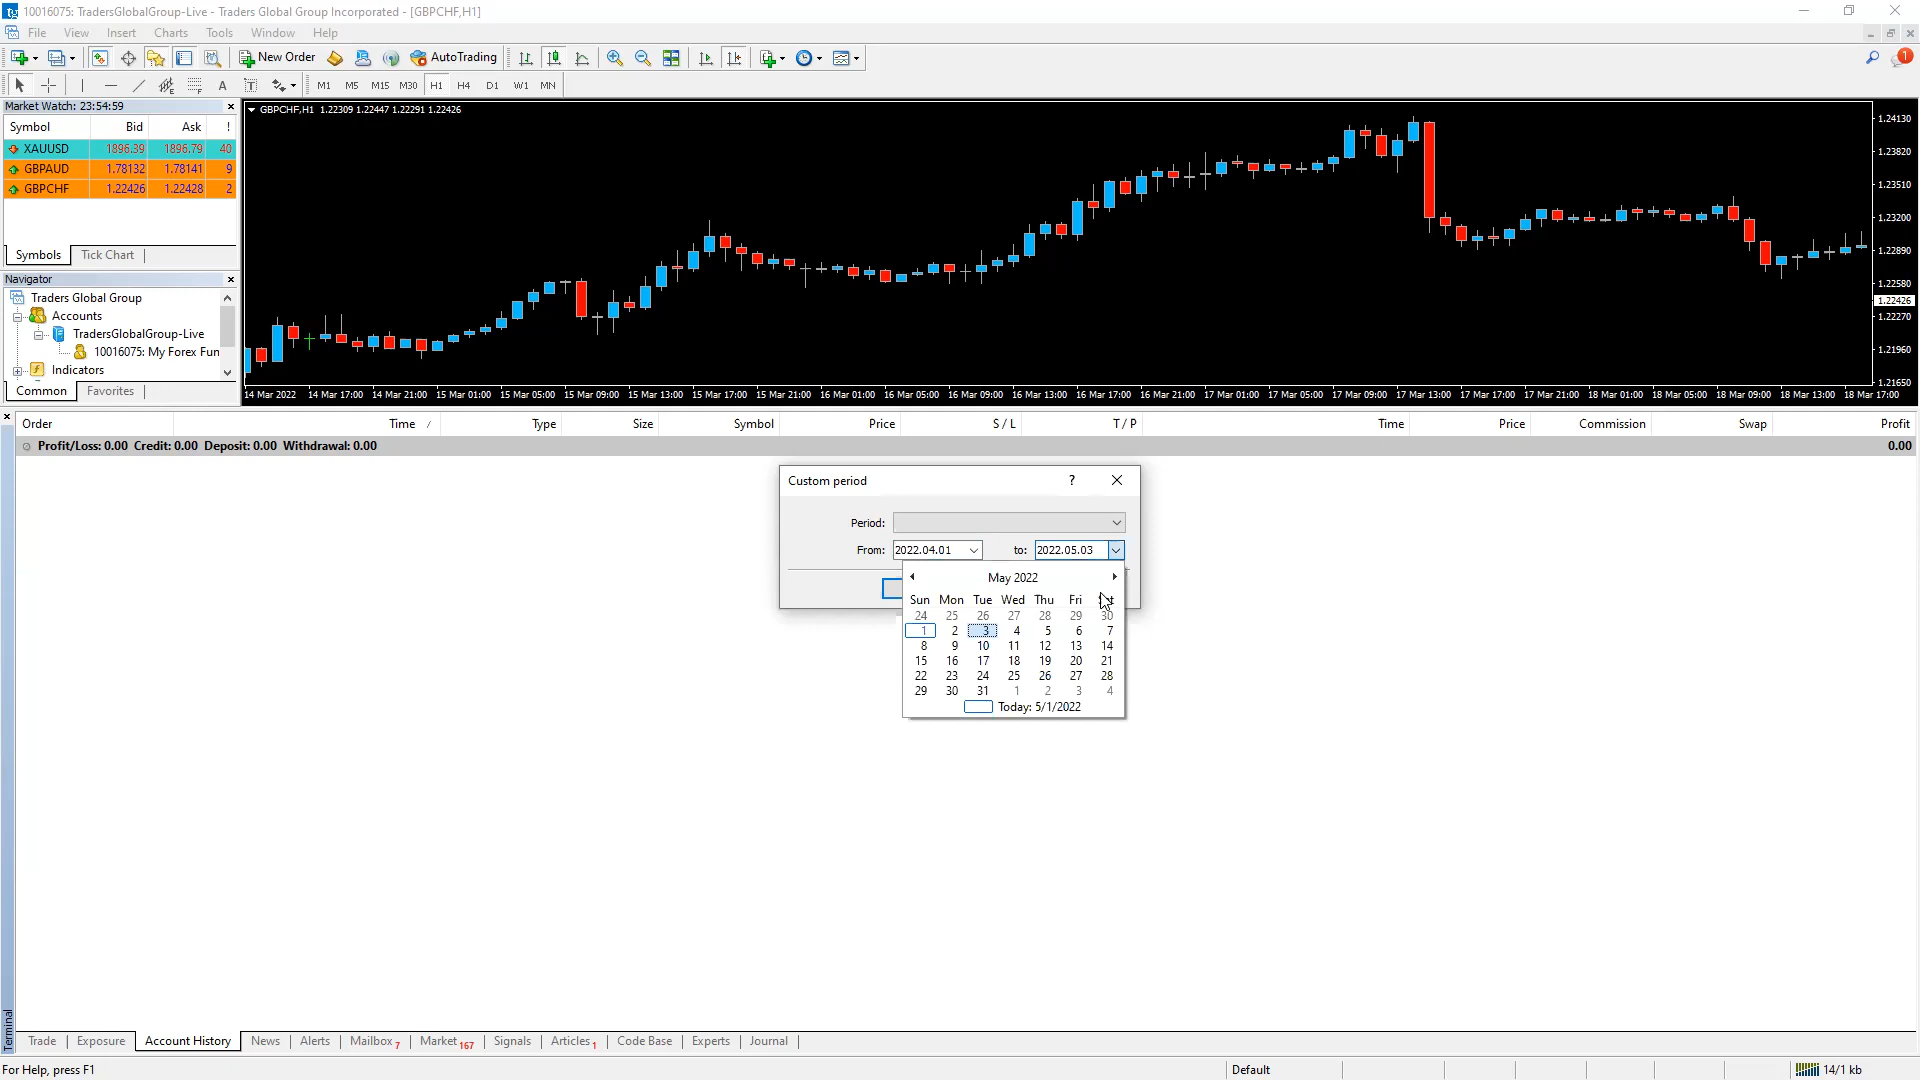 10016075: TradersGlobalGroup-Live - Traders Global Group Incorporated - [GBPCHF,H1]
File View Insert Charts Tools Window Help
New Order AutoTrading 1
A T M1 M5 M15 M30 H1 H4 D1 W1 MN
Market Watch: 23:54:59
Symbol Bid Ask !
XAUUSD 1896.39 1896.79 40
GBPAUD 1.78132 1.78141 9
GBPCHF 1.22426 1.22428 2
Symbols Tick Chart
Navigator
Traders Global Group
Accounts
TradersGlobalGroup-Live
10016075: My Forex Fun
Indicators
Common Favorites
GBPCHF,H1 1.22309 1.22447 1.22291 1.22426
1.24130
1.23820
1.23510
1.23200
1.22890
1.22580
1.22426
1.22270
1.21960
1.21650
14 Mar 2022 14 Mar 17:00 14 Mar 21:00 15 Mar 01:00 15 Mar 05:00 15 Mar 09:00 15 Mar 13:00 15 Mar 17:00 15 Mar 21:00 16 Mar 01:00 16 Mar 05:00 16 Mar 09:00 16 Mar 13:00 16 Mar 17:00 16 Mar 21:00 17 Mar 01:00 17 Mar 05:00 17 Mar 09:00 17 Mar 13:00 17 Mar 17:00 17 Mar 21:00 18 Mar 01:00 18 Mar 05:00 18 Mar 09:00 18 Mar 13:00 18 Mar 17:00
Order Time / Type Size Symbol Price S / L T / P Time Price Commission Swap Profit
Profit/Loss: 0.00 Credit: 0.00 Deposit: 0.00 Withdrawal: 0.00 0.00
Custom period ?
Period:
From: 2022.04.01 to: 2022.05.03
May 2022
Sun Mon Tue Wed Thu Fri
24 25 26 27 28 29 30
1 2 3 4 5 6 7
8 9 10 11 12 13 14
15 16 17 18 19 20 21
22 23 24 25 26 27 28
29 30 31 1 2 3 4
Today: 5/1/2022
Terminal
Trade Exposure Account History News Alerts Mailbox 7 Market 167 Signals Articles 1 Code Base Experts Journal
For Help, press F1 Default 14/1 kb